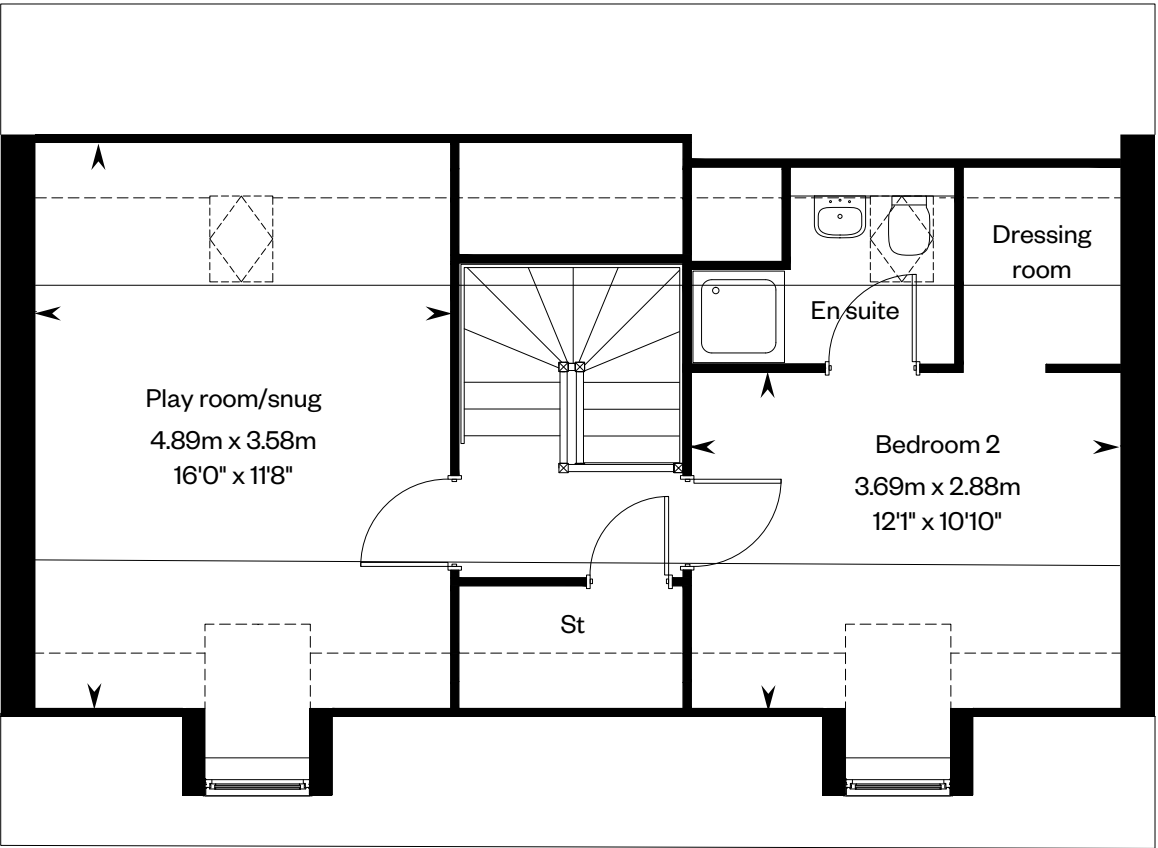 Dressing
room
En suite
Play room/snug
4.89m x 3.58m
16'0" x 11'8"
Bedroom 2
3.69m x 2.88m
12'1" x 10'10"
St